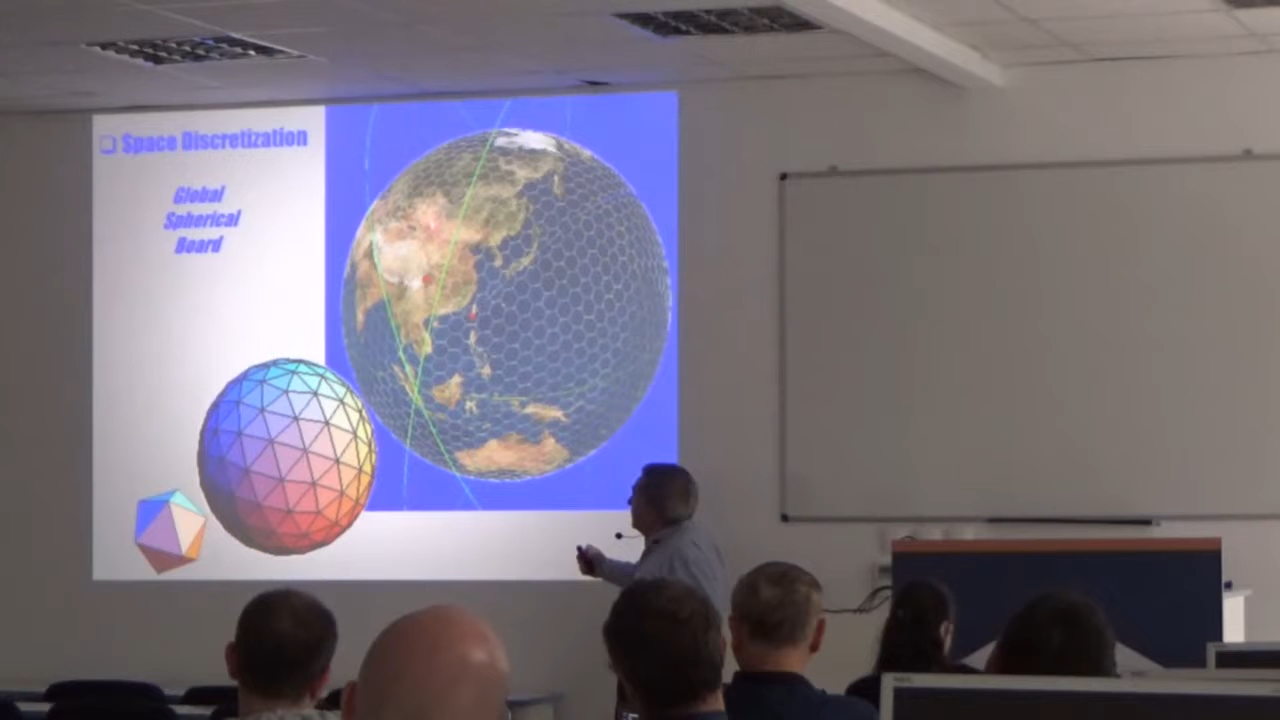 ❑ Space Discretization
Global
Spherical
Board